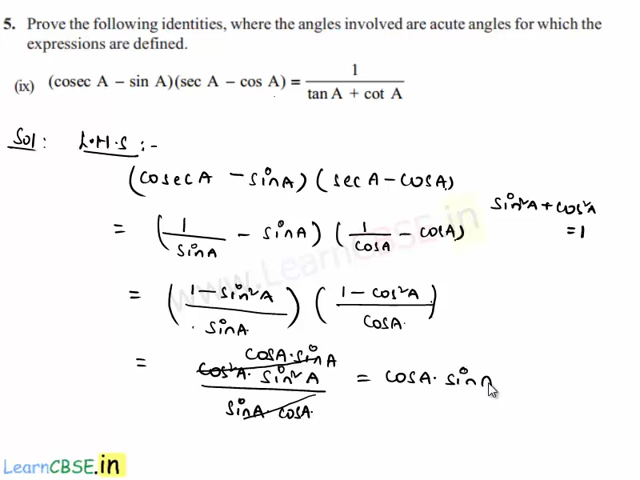 5. Prove the following identities, where the angles involved are acute angles for which the
expressions are defined.
(ix) (cosec A − sin A)(sec A − cos A) = 1/(tan A + cot A)
Sol: L.H.S :-
(cosecA − sinA) (secA − cosA)
sin²A + cos²A
= 1
= (1/sinA − sinA) (1/cosA − cosA)
= ((1 − sin²A)/sinA) ((1 − cos²A)/cosA)
cosA . sinA
= (cos²A . sin²A)/(sinA . cosA) = cosA . sinA
www.LearnCBSE.in
LearnCBSE.in